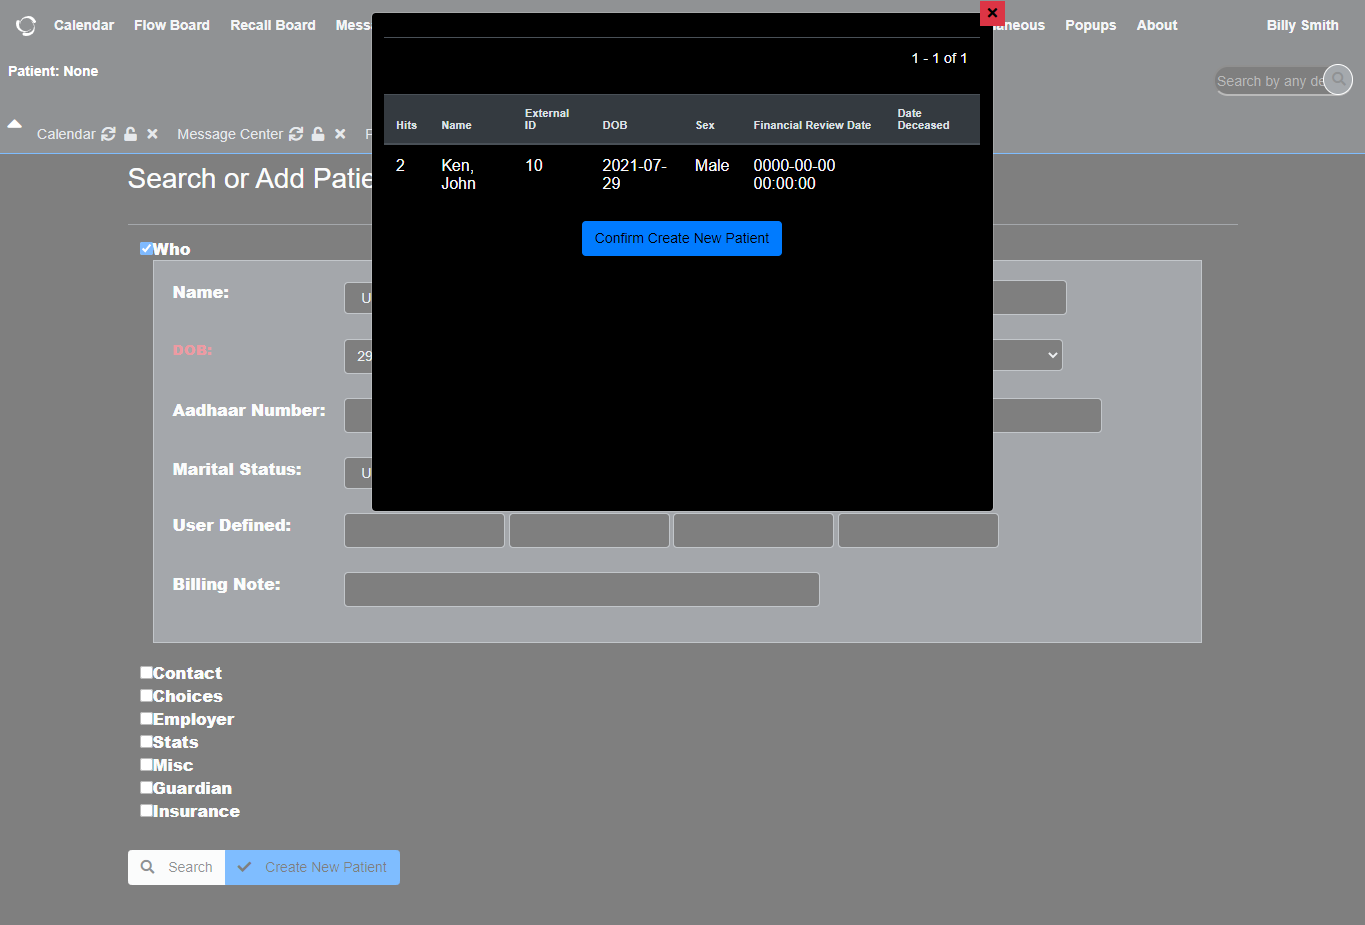 Calendar Flow Board Recall Board Mess aneous Popups About Billy Smith
Patient: None
Search by any de
Calendar Message Center
Search or Add Patie
1 - 1 of 1
Hits Name External ID DOB Sex Financial Review Date Date Deceased
2 Ken, John 10 2021-07-29 Male 0000-00-00 00:00:00
Confirm Create New Patient
Who
Name: U
DOB: 29
Aadhaar Number:
Marital Status: U
User Defined:
Billing Note:
Contact
Choices
Employer
Stats
Misc
Guardian
Insurance
Search Create New Patient